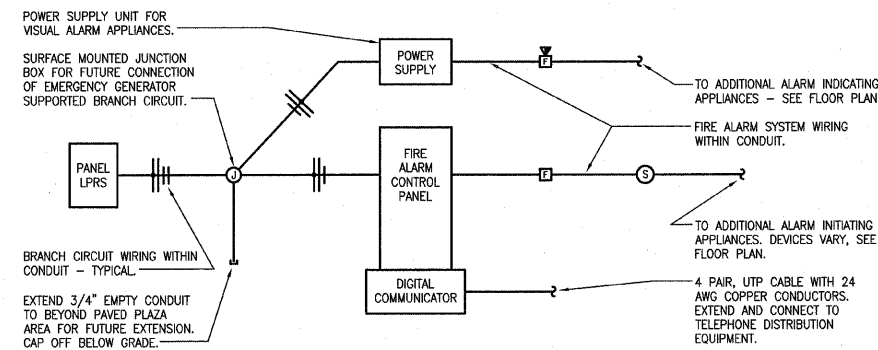 POWER SUPPLY UNIT FOR
VISUAL ALARM APPLIANCES.
SURFACE MOUNTED JUNCTION
BOX FOR FUTURE CONNECTION
OF EMERGENCY GENERATOR
SUPPORTED BRANCH CIRCUIT.
POWER
SUPPLY
F
TO ADDITIONAL ALARM INDICATING
APPLIANCES – SEE FLOOR PLAN
FIRE ALARM SYSTEM WIRING
WITHIN CONDUIT.
PANEL
LPRS
J
FIRE
ALARM
CONTROL
PANEL
F
S
TO ADDITIONAL ALARM INITIATING
APPLIANCES. DEVICES VARY, SEE
FLOOR PLAN.
BRANCH CIRCUIT WIRING WITHIN
CONDUIT – TYPICAL.
EXTEND 3/4" EMPTY CONDUIT
TO BEYOND PAVED PLAZA
AREA FOR FUTURE EXTENSION.
CAP OFF BELOW GRADE.
DIGITAL
COMMUNICATOR
4 PAIR, UTP CABLE WITH 24
AWG COPPER CONDUCTORS.
EXTEND AND CONNECT TO
TELEPHONE DISTRIBUTION
EQUIPMENT.